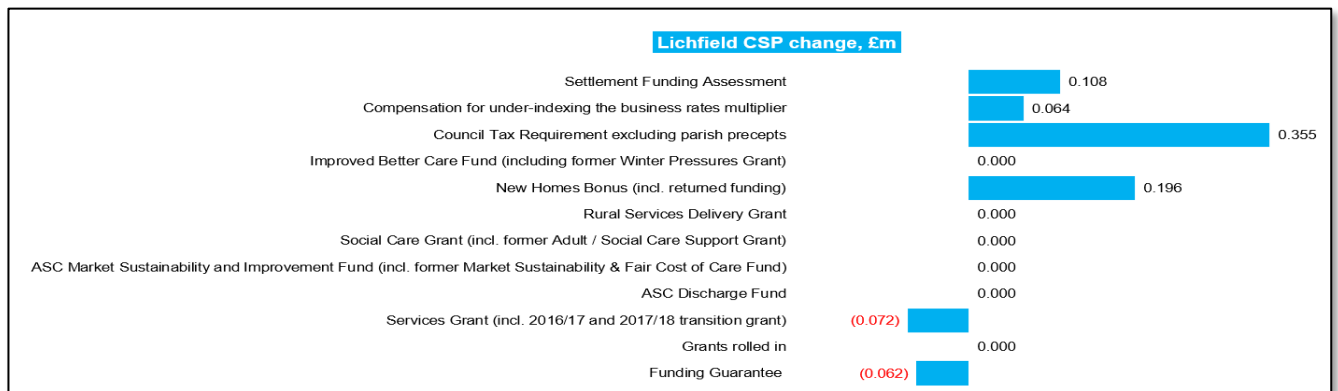 Lichfield CSP change, £m
Settlement Funding Assessment 0.108
Compensation for under-indexing the business rates multiplier 0.064
Council Tax Requirement excluding parish precepts 0.355
Improved Better Care Fund (including former Winter Pressures Grant) 0.000
New Homes Bonus (incl. returned funding) 0.196
Rural Services Delivery Grant 0.000
Social Care Grant (incl. former Adult / Social Care Support Grant) 0.000
ASC Market Sustainability and Improvement Fund (incl. former Market Sustainability & Fair Cost of Care Fund) 0.000
ASC Discharge Fund 0.000
Services Grant (incl. 2016/17 and 2017/18 transition grant) (0.072)
Grants rolled in 0.000
Funding Guarantee (0.062)